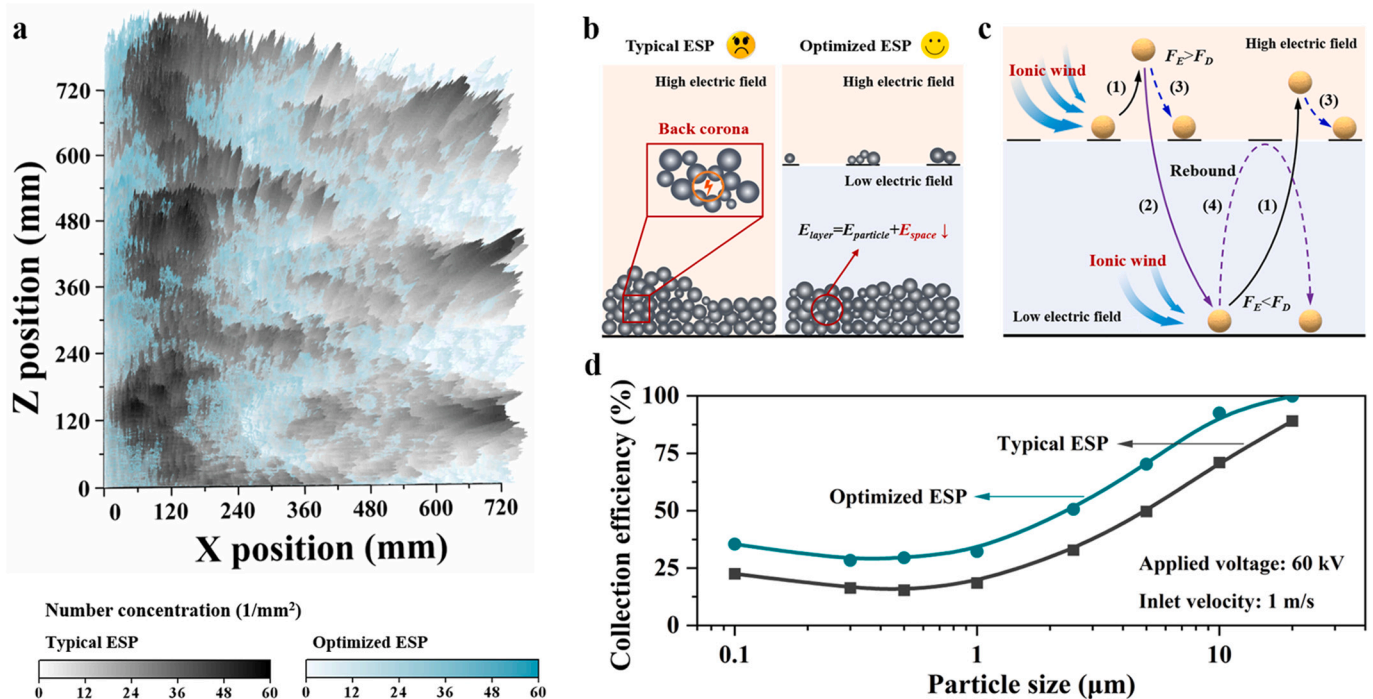 a
Z position (mm)
720
600
480
360
240
120
0
0 120 240 360 480 600 720
X position (mm)
Number concentration (1/mm²)
Typical ESP
0 12 24 36 48 60
Optimized ESP
0 12 24 36 48 60
b
Typical ESP
Optimized ESP
High electric field
Back corona
High electric field
Low electric field
E_layer=E_particle+E_space ↓
c
Ionic wind
(1)
F_E>F_D
(3)
High electric field
(3)
Rebound
(2)
(4)
(1)
Ionic wind
F_E<F_D
Low electric field
d
Collection efficiency (%)
100
75
50
25
0
Typical ESP
Optimized ESP
Applied voltage: 60 kV
Inlet velocity: 1 m/s
0.1 1 10
Particle size (μm)